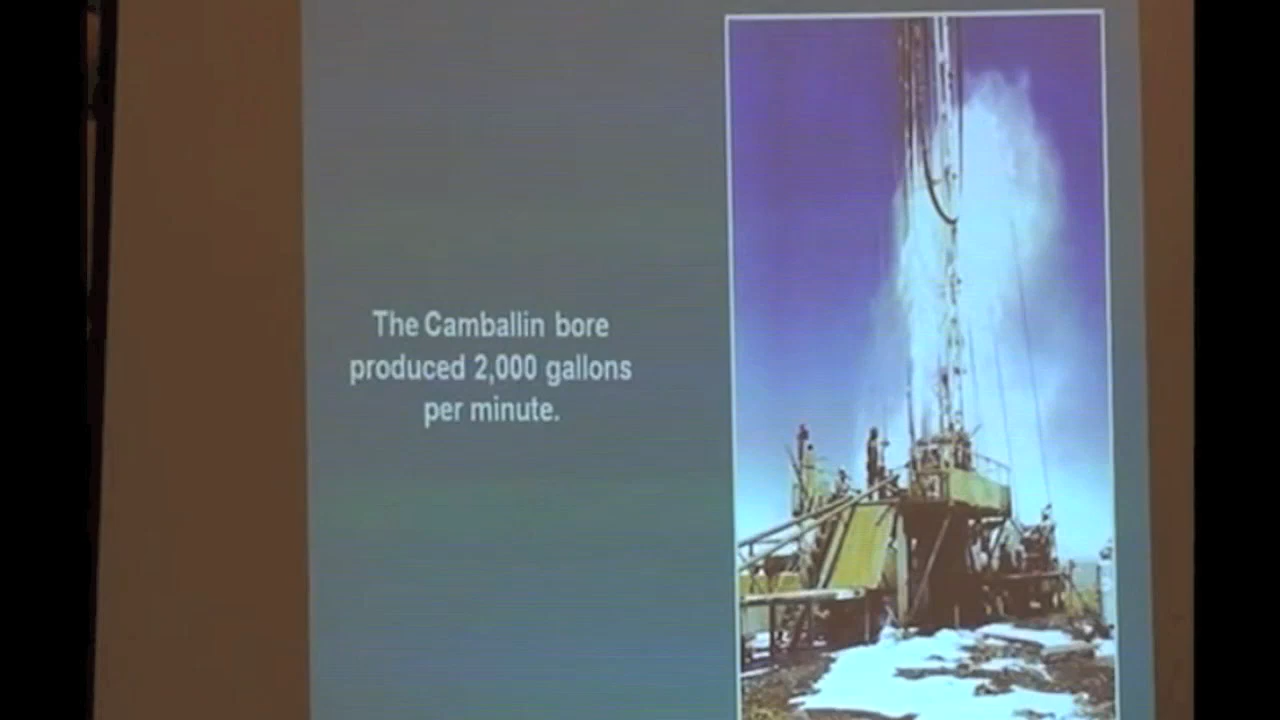 The Camballin bore
produced 2,000 gallons
per minute.